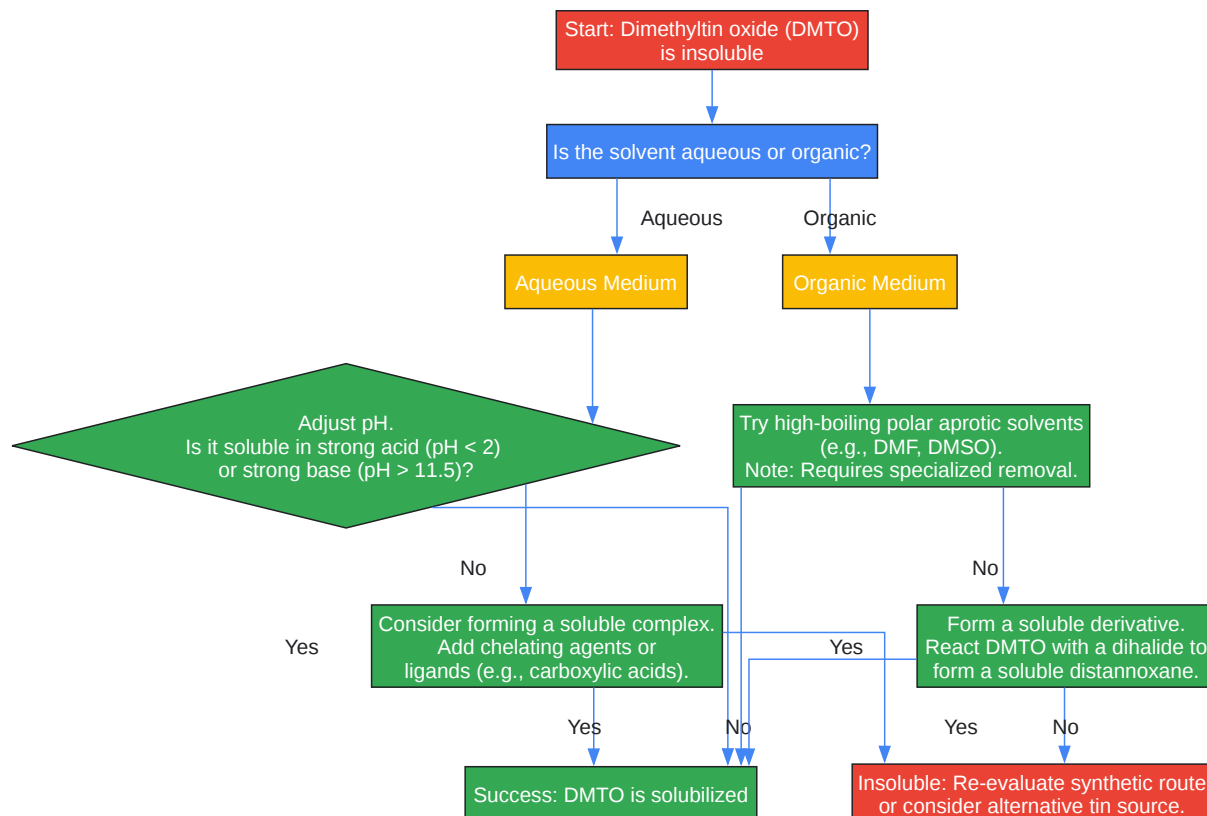 Start: Dimethyltin oxide (DMTO)
is insoluble
Is the solvent aqueous or organic?
Aqueous
Organic
Aqueous Medium
Organic Medium
Adjust pH.
Is it soluble in strong acid (pH < 2)
or strong base (pH > 11.5)?
Try high-boiling polar aprotic solvents
(e.g., DMF, DMSO).
Note: Requires specialized removal.
No
No
Consider forming a soluble complex.
Add chelating agents or
ligands (e.g., carboxylic acids).
Yes
Yes
Form a soluble derivative.
React DMTO with a dihalide to
form a soluble distannoxane.
Yes
No
Yes
No
Success: DMTO is solubilized
Insoluble: Re-evaluate synthetic route
or consider alternative tin source.